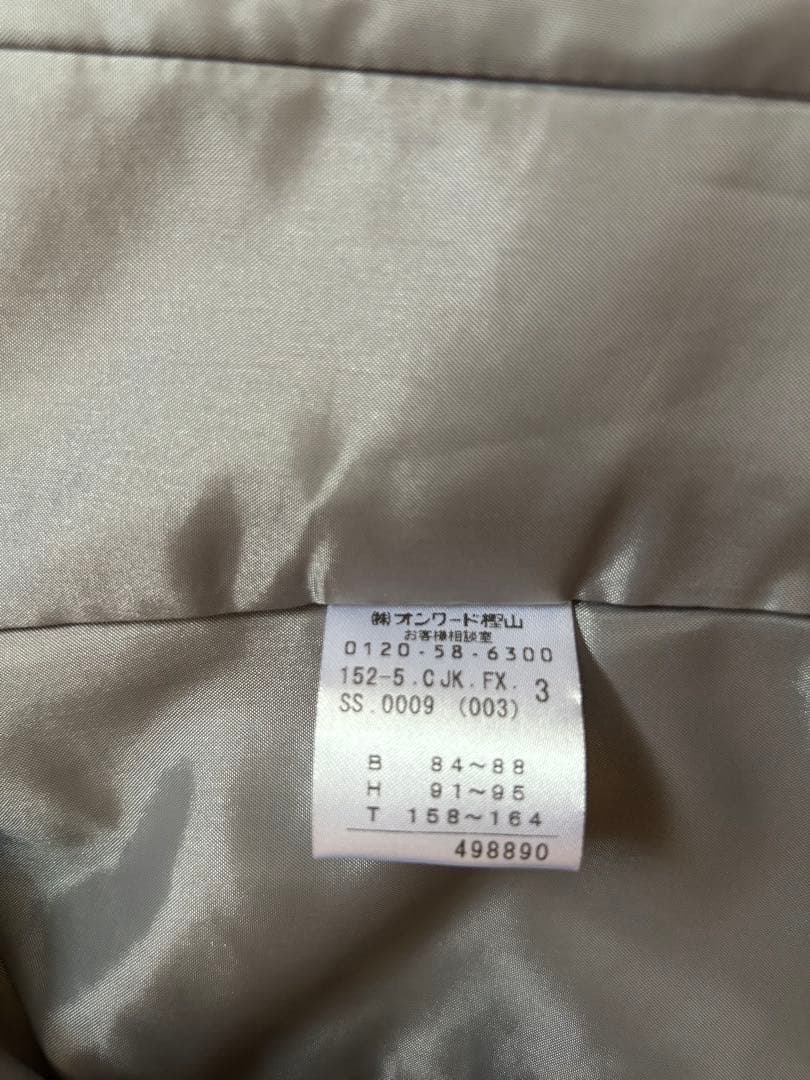 ㈱オンワード樫山
お客様相談室
0120-58-6300
152-5.CJK.FX. 3
SS.0009 (003)
B 84~88
H 91~95
T 158~164
498890